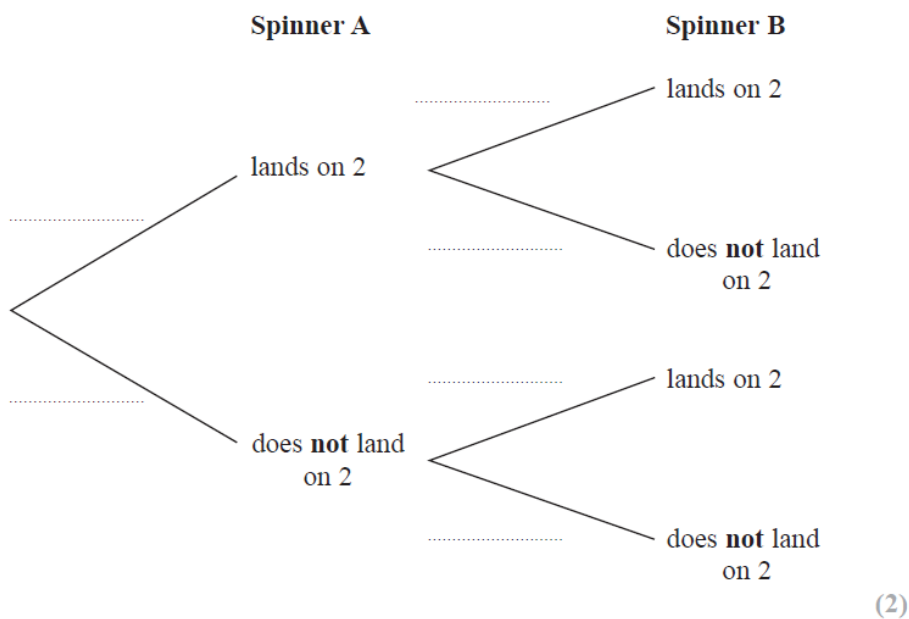 Spinner A
Spinner B
lands on 2
lands on 2
does not land
on 2
lands on 2
does not land
on 2
does not land
on 2
(2)